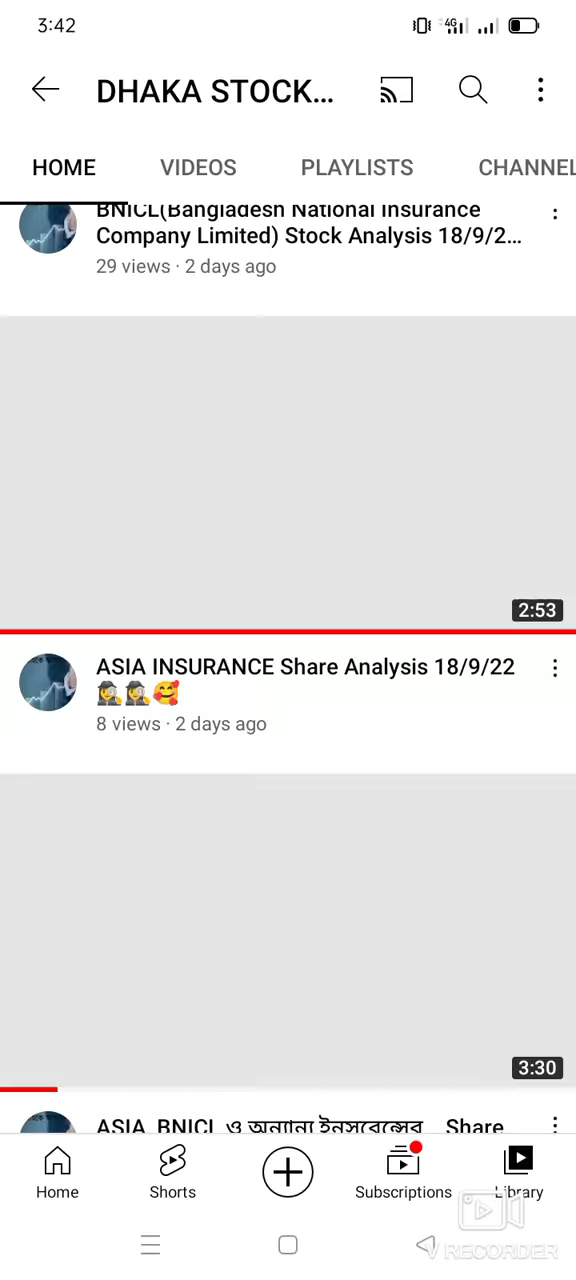 3:42
4G
DHAKA STOCK...
HOME VIDEOS PLAYLISTS CHANNEL
BNICL(Bangladesh National Insurance
Company Limited) Stock Analysis 18/9/2...
29 views · 2 days ago
2:53
ASIA INSURANCE Share Analysis 18/9/22
🕵️‍♀️🕵️‍♀️🥰
8 views · 2 days ago
3:30
ASIA, BNICL ও অন্যান্য ইনসুরেন্সের Share
Home Shorts Subscriptions Library
V RECORDER